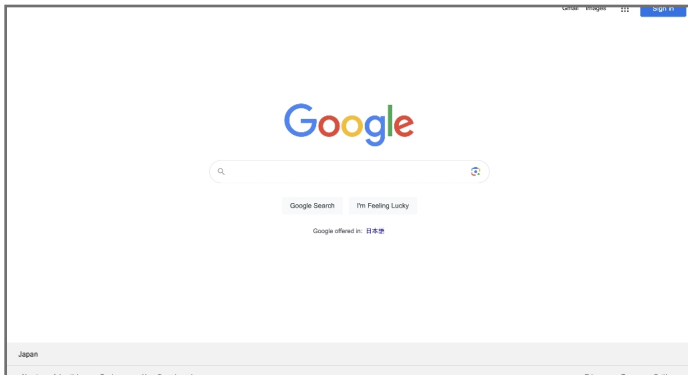 Gmail Images Sign in
Google
Google Search I'm Feeling Lucky
Google offered in: 日本語
Japan